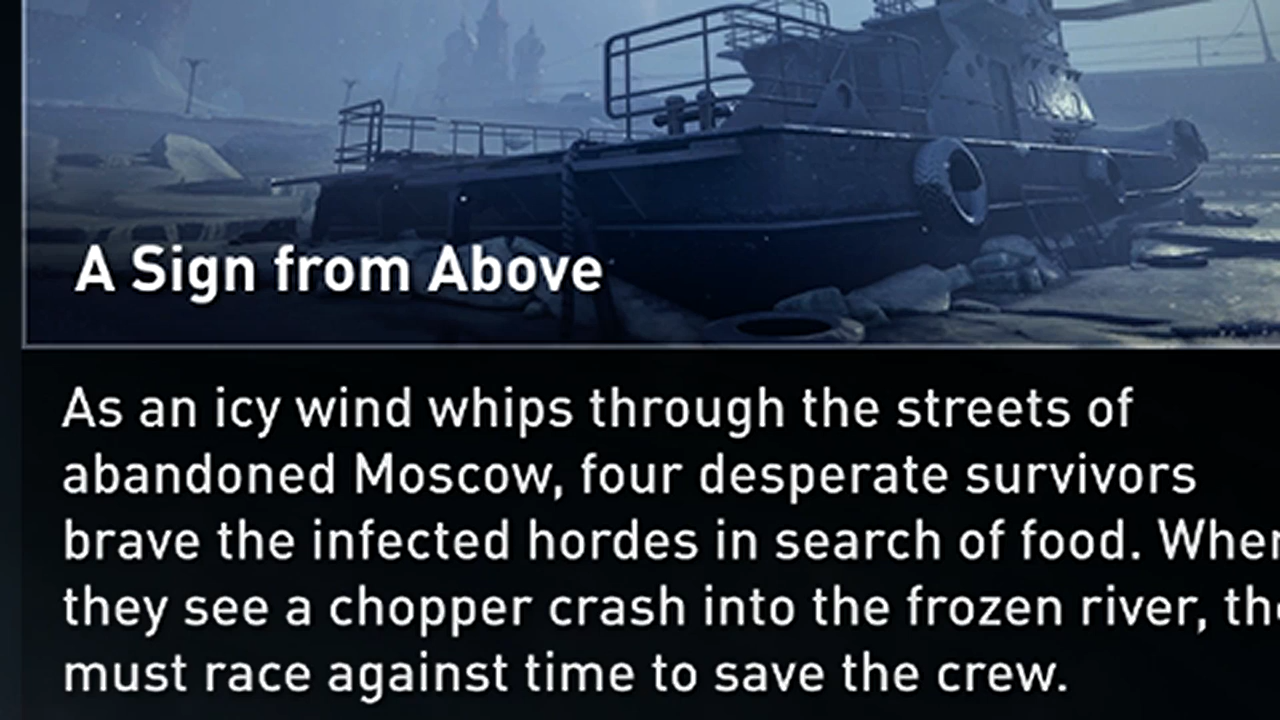 A Sign from Above
As an icy wind whips through the streets of
abandoned Moscow, four desperate survivors
brave the infected hordes in search of food. When
they see a chopper crash into the frozen river, they
must race against time to save the crew.